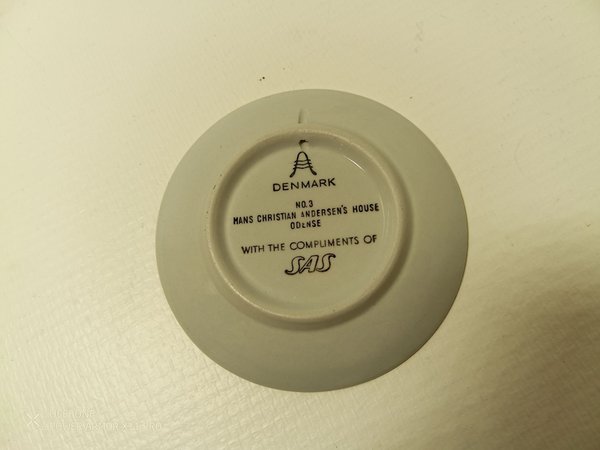 DENMARK
NO.3
HANS CHRISTIAN ANDERSEN'S HOUSE
ODENSE
WITH THE COMPLIMENTS OF
SAS